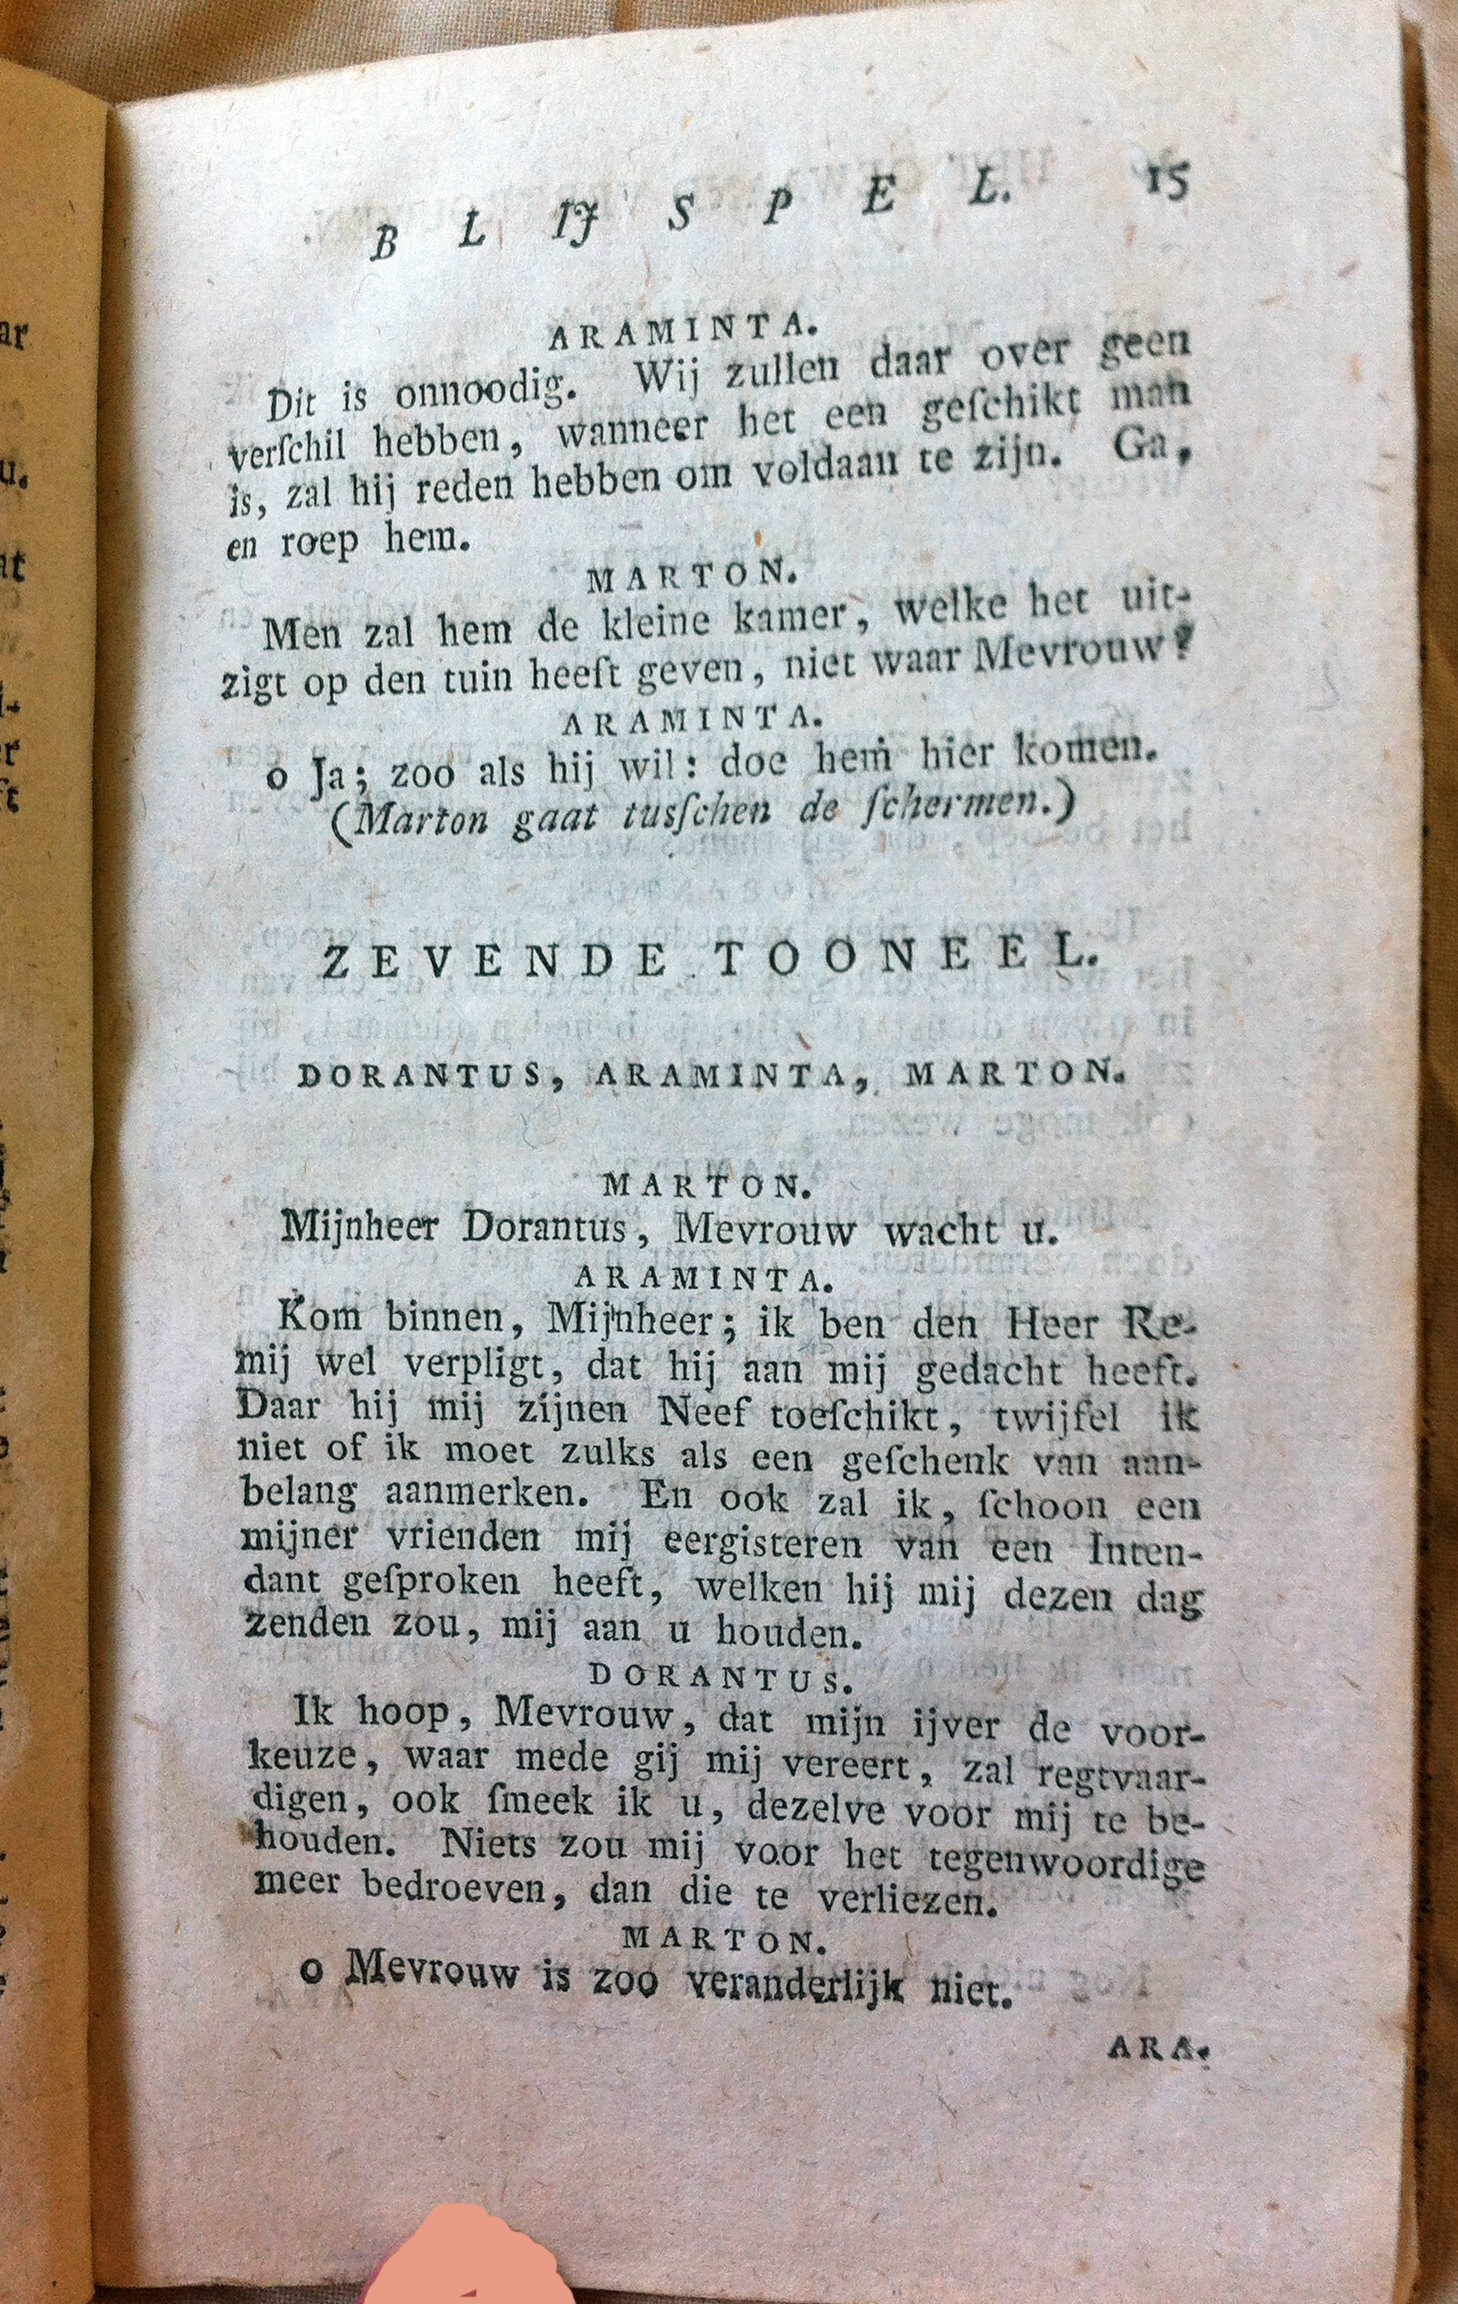 BLIJSPEL. 15
ARAMINTA.
Dit is onnoodig. Wij zullen daar over geen
verſchil hebben, wanneer het een geſchikt man
is, zal hij reden hebben om voldaan te zijn. Ga,
en roep hem.
MARTON.
Men zal hem de kleine kamer, welke het uit-
zigt op den tuin heeft geven, niet waar Mevrouw?
ARAMINTA.
o Ja; zoo als hij wil: doe hem hier komen.
(Marton gaat tusſchen de ſchermen.)
ZEVENDE TOONEEL.
DORANTUS, ARAMINTA, MARTON.
MARTON.
Mijnheer Dorantus, Mevrouw wacht u.
ARAMINTA.
Kom binnen, Mijnheer; ik ben den Heer Re-
mij wel verpligt, dat hij aan mij gedacht heeft.
Daar hij mij zijnen Neef toeſchikt, twijfel ik
niet of ik moet zulks als een geſchenk van aan-
belang aanmerken. En ook zal ik, ſchoon een
mijner vrienden mij eergisteren van een Inten-
dant geſproken heeft, welken hij mij dezen dag
zenden zou, mij aan u houden.
DORANTUS.
Ik hoop, Mevrouw, dat mijn ijver de voor-
keuze, waar mede gij mij vereert, zal regtvaar-
digen, ook ſmeek ik u, dezelve voor mij te be-
houden. Niets zou mij voor het tegenwoordige
meer bedroeven, dan die te verliezen.
MARTON.
o Mevrouw is zoo veranderlijk niet.
ARA.